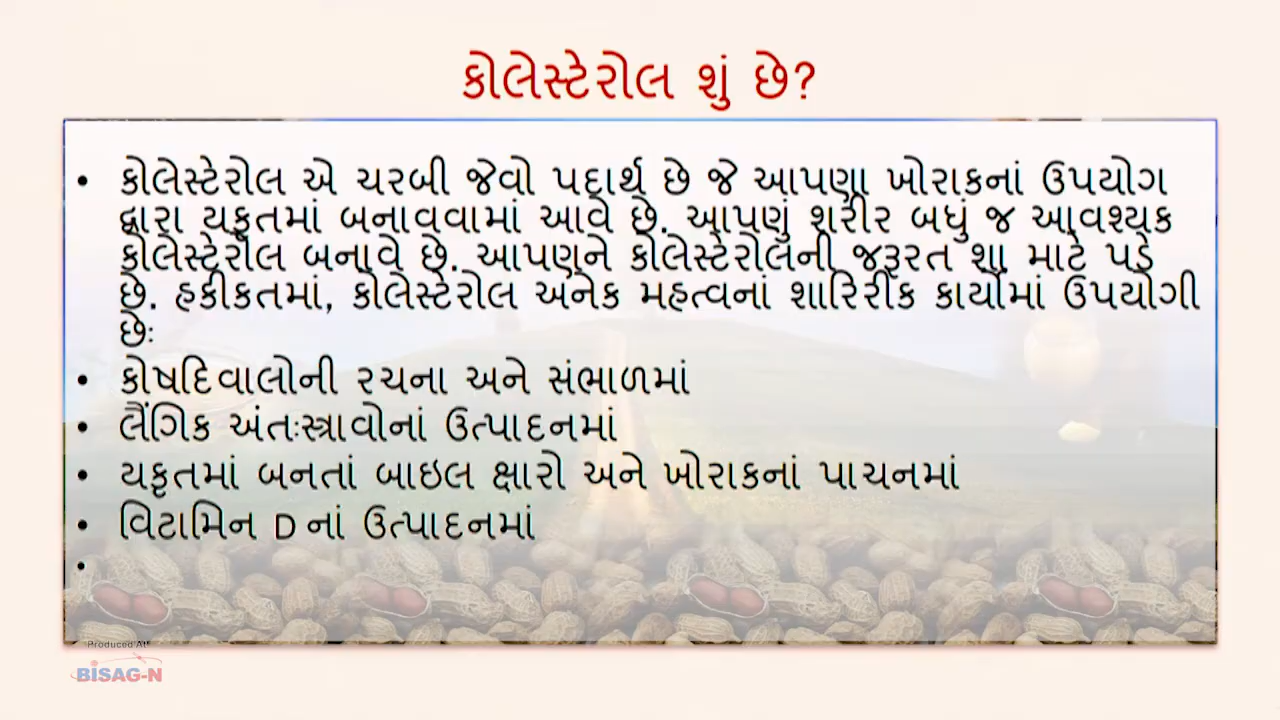 કોલેસ્ટેરોલ શું છે?
• કોલેસ્ટેરોલ એ ચરબી જેવો પદાર્થ છે જે આપણા ખોરાકનાં ઉપયોગ
દ્વારા યકૃતમાં બનાવવામાં આવે છે. આપણું શરીર બધું જ આવશ્યક
કોલેસ્ટેરોલ બનાવે છે. આપણને કોલેસ્ટેરોલની જરૂરત શા માટે પડે
છે. હકીકતમાં, કોલેસ્ટેરોલ અનેક મહત્વનાં શારિરીક કાર્યોમાં ઉપયોગી
છેઃ
• કોષદિવાલોની રચના અને સંભાળમાં
• લૈંગિક અંતઃસ્ત્રાવોનાં ઉત્પાદનમાં
• યકૃતમાં બનતાં બાઇલ ક્ષારો અને ખોરાકનાં પાચનમાં
• વિટામિન D નાં ઉત્પાદનમાં
•
Produced At!
BISAG-N